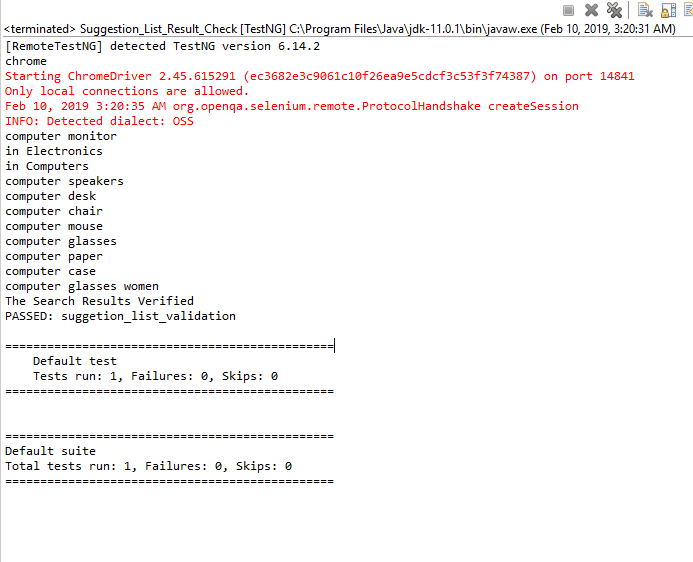 <terminated> Suggestion_List_Result_Check [TestNG] C:\Program Files\Java\jdk-11.0.1\bin\javaw.exe (Feb 10, 2019, 3:20:31 AM)
[RemoteTestNG] detected TestNG version 6.14.2
chrome
Starting ChromeDriver 2.45.615291 (ec3682e3c9061c10f26ea9e5cdcf3c53f3f74387) on port 14841
Only local connections are allowed.
Feb 10, 2019 3:20:35 AM org.openqa.selenium.remote.ProtocolHandshake createSession
INFO: Detected dialect: OSS
computer monitor
in Electronics
in Computers
computer speakers
computer desk
computer chair
computer mouse
computer glasses
computer paper
computer case
computer glasses women
The Search Results Verified
PASSED: suggetion_list_validation
===============================================
Default test
Tests run: 1, Failures: 0, Skips: 0
===============================================
===============================================
Default suite
Total tests run: 1, Failures: 0, Skips: 0
===============================================